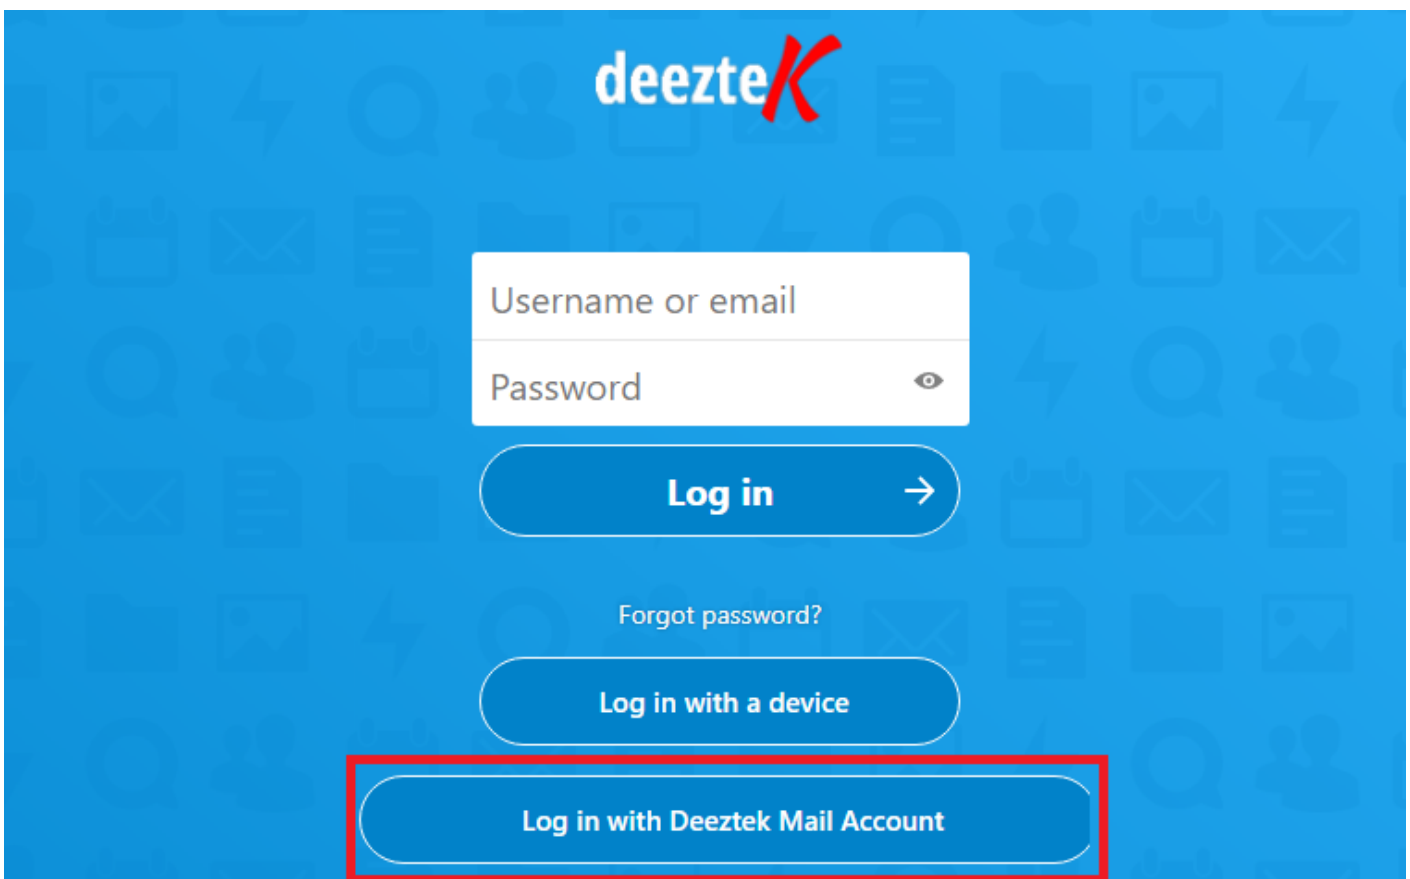 deeztek
Username or email
Password
Log in
Forgot password?
Log in with a device
Log in with Deeztek Mail Account